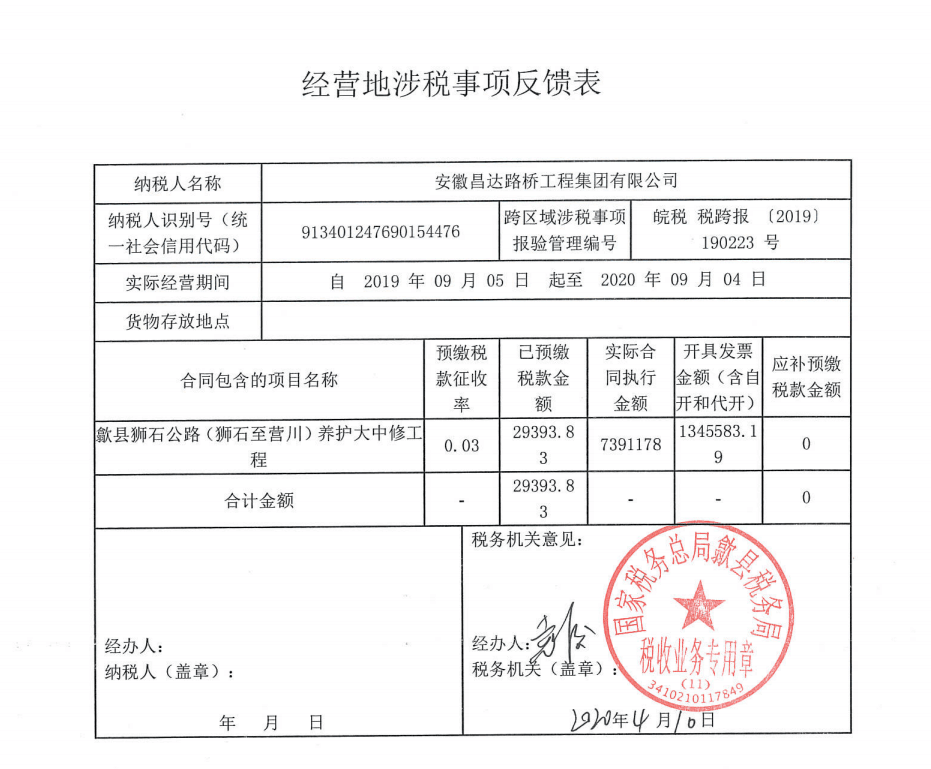 经营地涉税事项反馈表
纳税人名称
安徽昌达路桥工程集团有限公司
纳税人识别号（统
一社会信用代码）
913401247690154476
跨区域涉税事项
报验管理编号
皖税 税跨报 〔2019〕
190223 号
实际经营期间
自 2019 年 09 月 05 日 起至 2020 年 09 月 04 日
货物存放地点
合同包含的项目名称
预缴税
款征收
率
已预缴
税款金
额
实际合
同执行
金额
开具发票
金额（含自
开和代开）
应补预缴
税款金额
歙县狮石公路（狮石至营川）养护大中修工
程
0.03
29393.8
3
7391178
1345583.1
9
0
合计金额
-
29393.8
3
-
-
0
经办人：
纳税人（盖章）：
年 月 日
税务机关意见：
经办人：
税务机关（盖章）：
2020年4月10日
国家税务总局歙县税务局
税收业务专用章
(11)
3410210117849